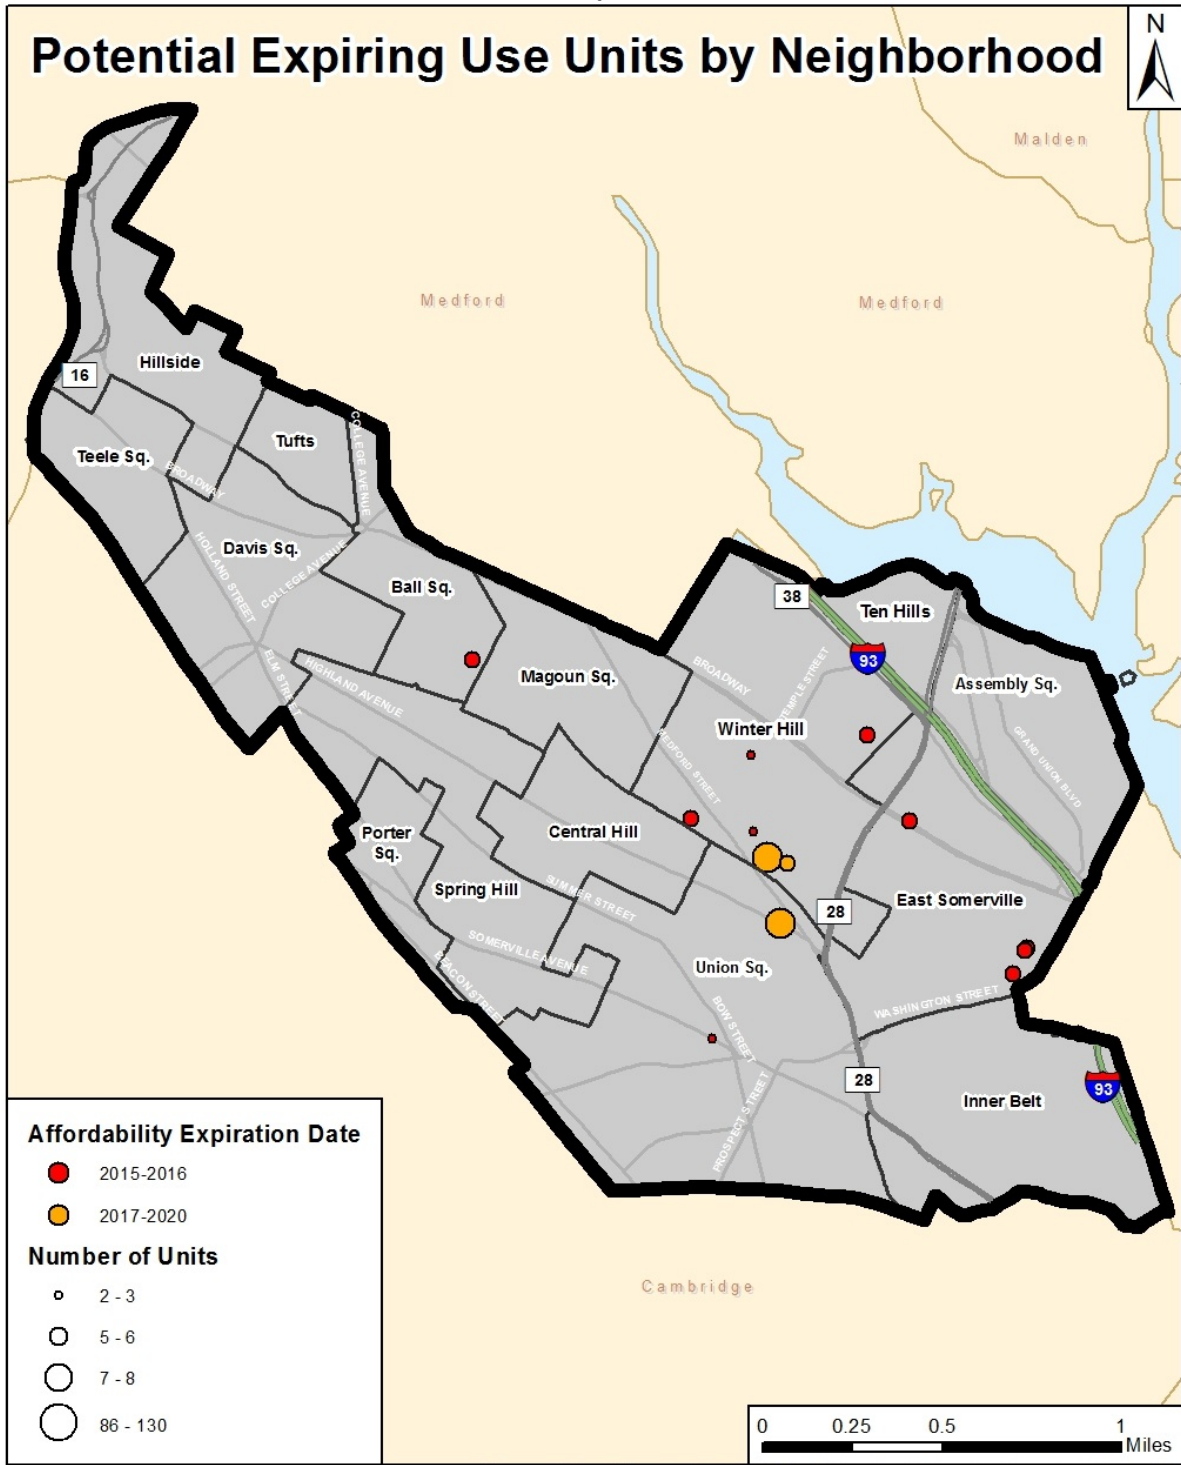 Potential Expiring Use Units by Neighborhood
N
Malden
Medford
Medford
Hillside
16
Tufts
COLLEGE AVENUE
Teele Sq.
BROADWAY
Davis Sq.
HOLLAND STREET
COLLEGE AVENUE
Ball Sq.
38
Ten Hills
93
ELM STREET
HIGHLAND AVENUE
Magoun Sq.
BROADWAY
TEMPLE STREET
Assembly Sq.
Winter Hill
GRAND UNION BLVD
MEDFORD STREET
Porter
Sq.
Central Hill
Spring Hill
SUMMER STREET
East Somerville
28
SOMERVILLE AVENUE
Union Sq.
BEACON STREET
BOW STREET
WASHINGTON STREET
28
93
Inner Belt
PROSPECT STREET
Cambridge
Affordability Expiration Date
2015-2016
2017-2020
Number of Units
2 - 3
5 - 6
7 - 8
86 - 130
0 0.25 0.5 1
Miles